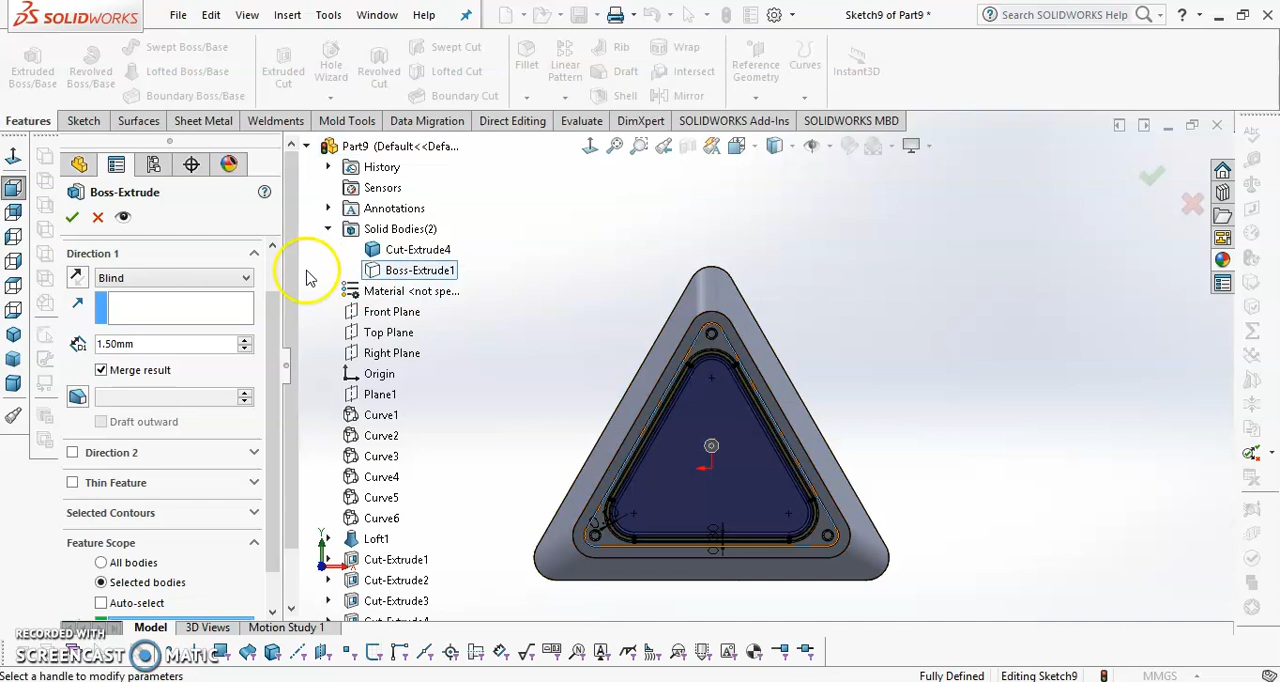 SOLIDWORKS File Edit View Insert Tools Window Help Sketch9 of Part9 * Search SOLIDWORKS Help ?
Extruded Boss/Base
Revolved Boss/Base
Swept Boss/Base
Lofted Boss/Base
Boundary Boss/Base
Extruded Cut
Hole Wizard
Revolved Cut
Swept Cut
Lofted Cut
Boundary Cut
Fillet
Linear Pattern
Rib
Draft
Shell
Wrap
Intersect
Mirror
Reference Geometry
Curves
Instant3D
Features Sketch Surfaces Sheet Metal Weldments Mold Tools Data Migration Direct Editing Evaluate DimXpert SOLIDWORKS Add-Ins SOLIDWORKS MBD
Boss-Extrude
Direction 1
Blind
1.50mm
Merge result
Draft outward
Direction 2
Thin Feature
Selected Contours
Feature Scope
All bodies
Selected bodies
Auto-select
Part9 (Default<<Defa...
History
Sensors
Annotations
Solid Bodies(2)
Cut-Extrude4
Boss-Extrude1
Material <not spe...
Front Plane
Top Plane
Right Plane
Origin
Plane1
Curve1
Curve2
Curve3
Curve4
Curve5
Curve6
Loft1
Cut-Extrude1
Cut-Extrude2
Cut-Extrude3
Cut-Extrude4
Y
Model 3D Views Motion Study 1
RECORDED WITH
SCREENCAST MATIC
Select a handle to modify parameters Fully Defined Editing Sketch9 MMGS